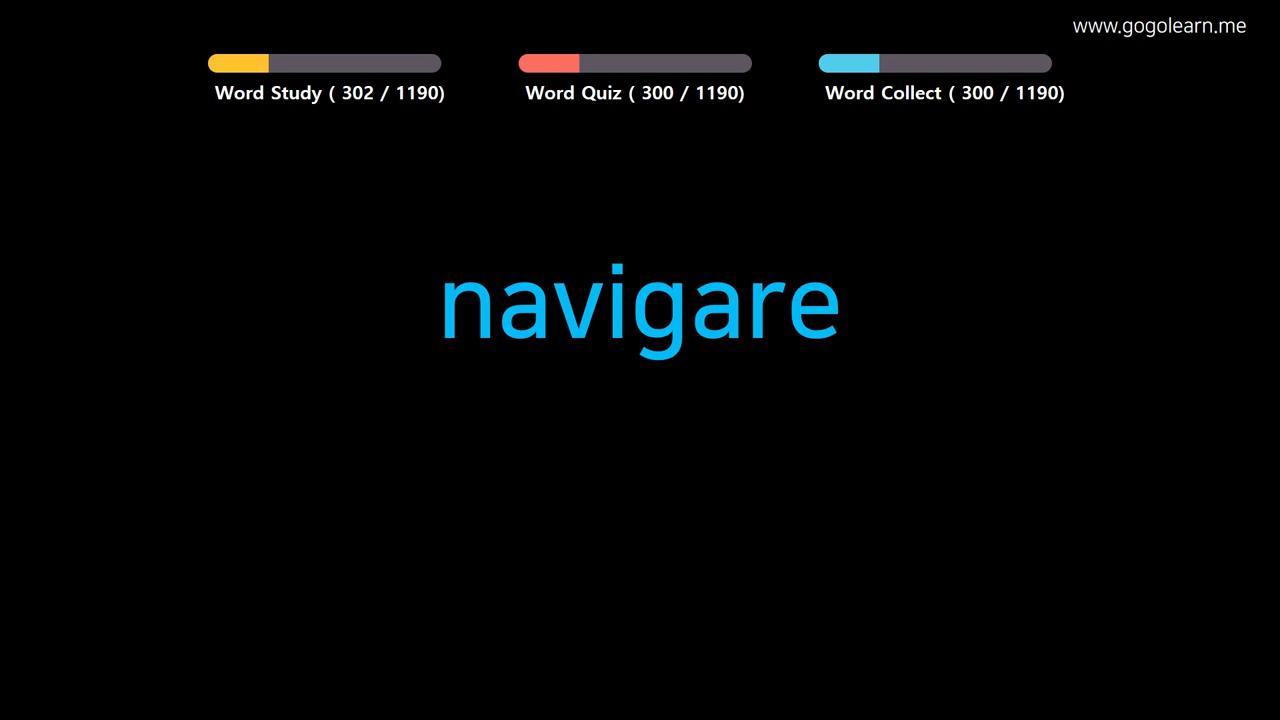 www.gogolearn.me
Word Study ( 302 / 1190)
Word Quiz ( 300 / 1190)
Word Collect ( 300 / 1190)
navigare